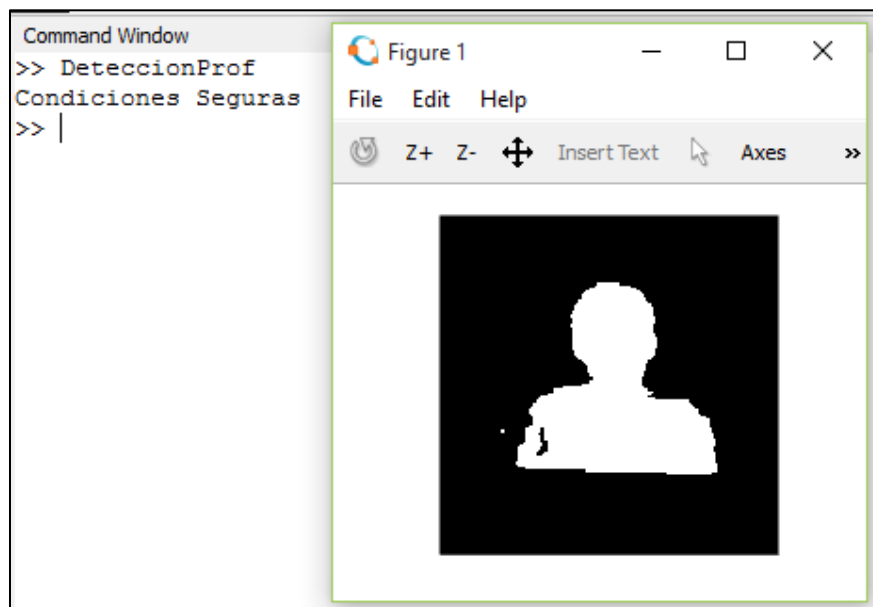 Command Window
>> DeteccionProf
Condiciones Seguras
>>
Figure 1
File Edit Help
Z+ Z- Insert Text Axes »